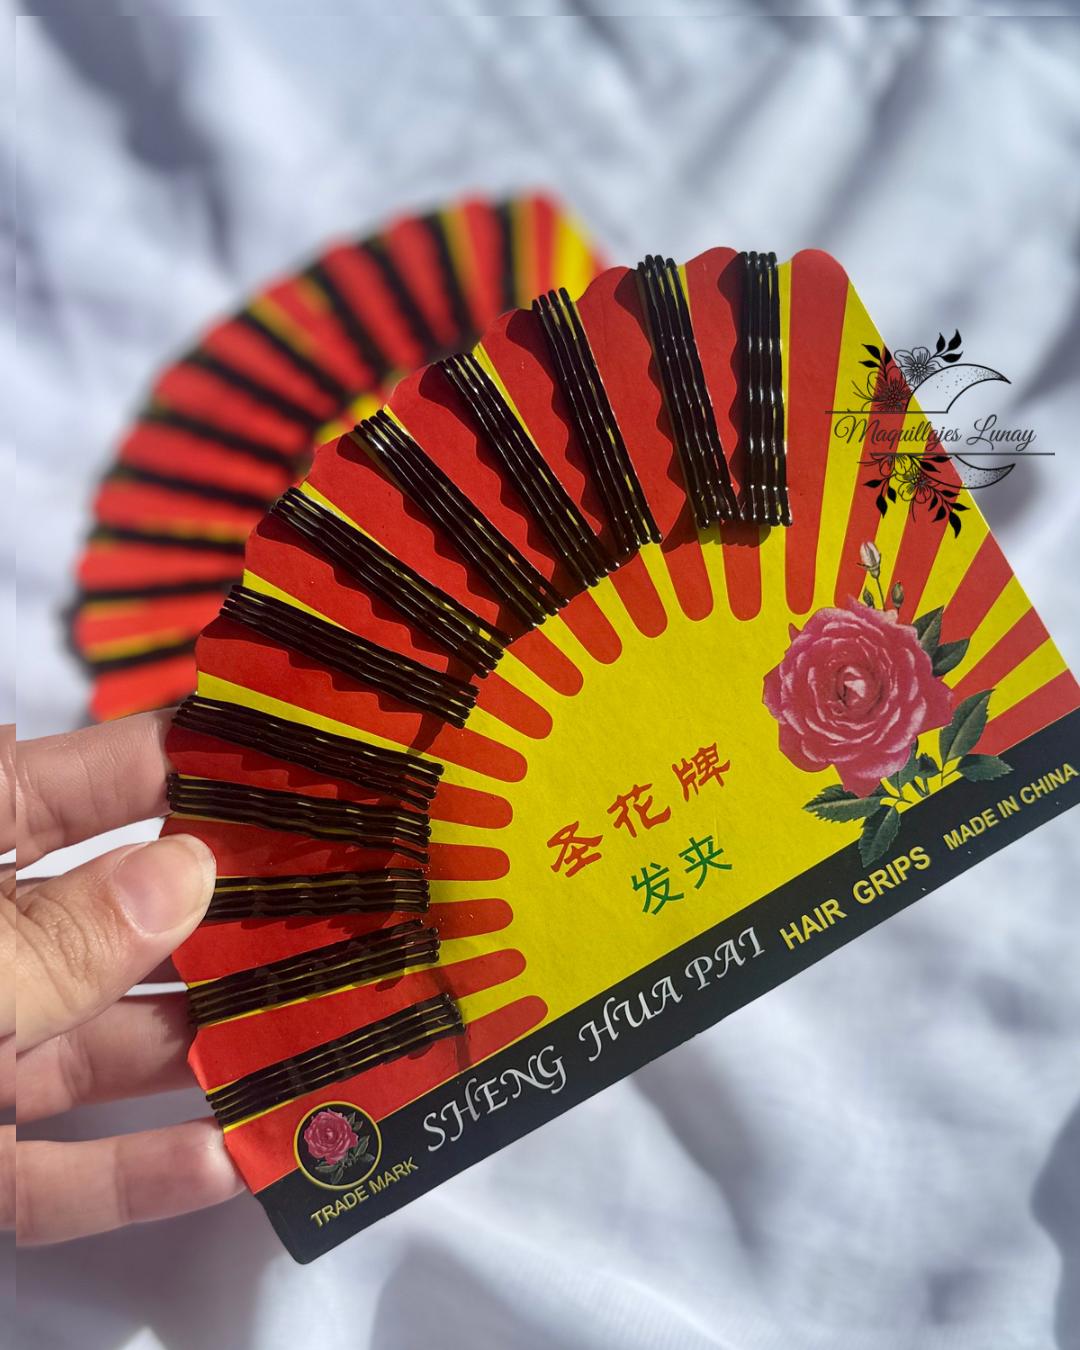 Maquillajes Lunay
圣花牌
发夹
SHENG HUA PAI HAIR GRIPS MADE IN CHINA
TRADE MARK